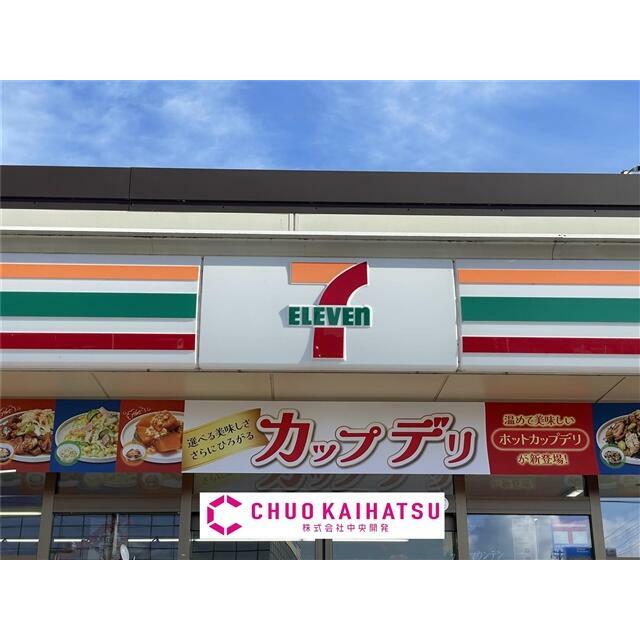 7
ELEVEn
選べる美味しさ
さらにひろがる
カップデリ
温めて美味しい
ホットカップデリ
が新登場!
CHUO KAIHATSU
株式会社中央開発